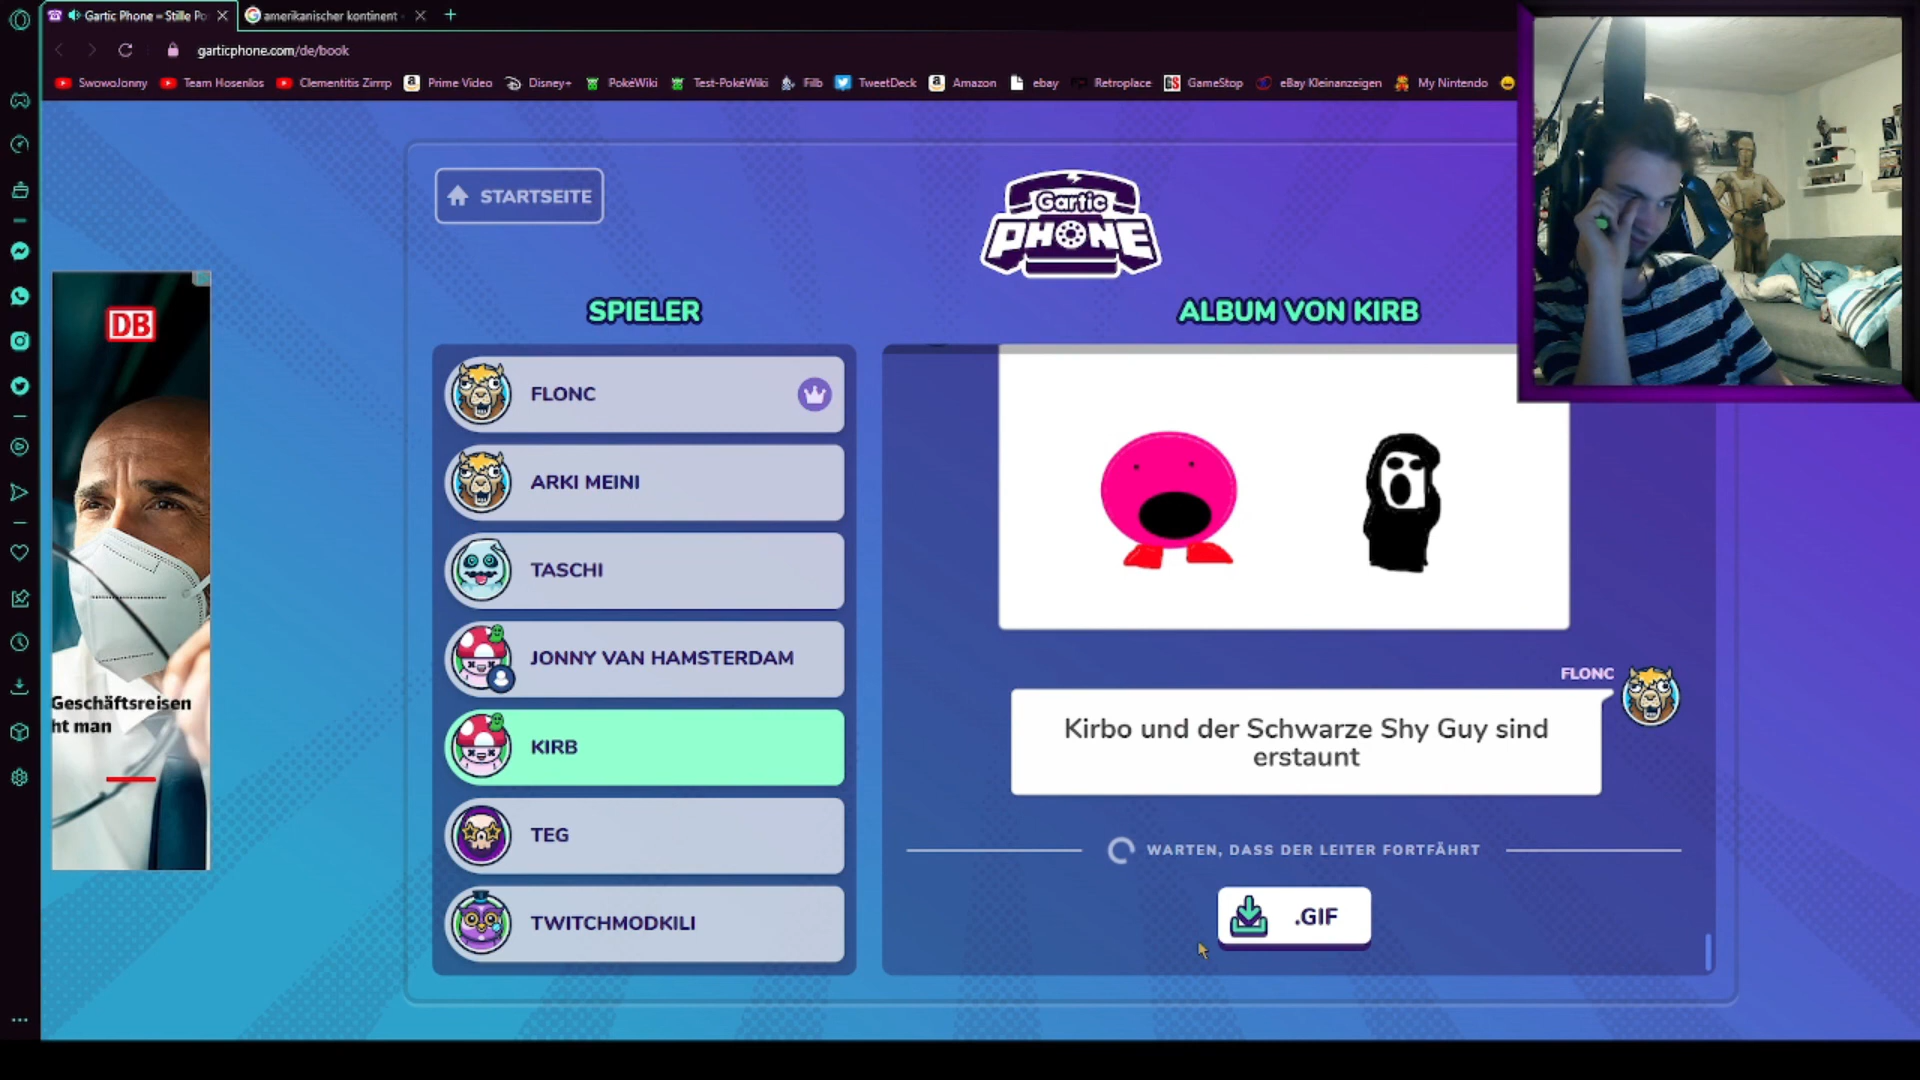 Gartic Phone – Stille Po
amerikanischer kontinent
garticphone.com/de/book
SwowoJonny Team Hosenlos Clementitis Zirrrp Prime Video Disney+ PokéWiki Test-PokéWiki Filb TweetDeck Amazon ebay Retroplace GameStop eBay Kleinanzeigen My Nintendo
STARTSEITE
Gartic
PHONE
SPIELER
ALBUM VON KIRB
DB
Geschäftsreisen
ht man
FLONC
ARKI MEINI
TASCHI
JONNY VAN HAMSTERDAM
KIRB
TEG
TWITCHMODKILI
FLONC
Kirbo und der Schwarze Shy Guy sind
erstaunt
WARTEN, DASS DER LEITER FORTFÄHRT
.GIF